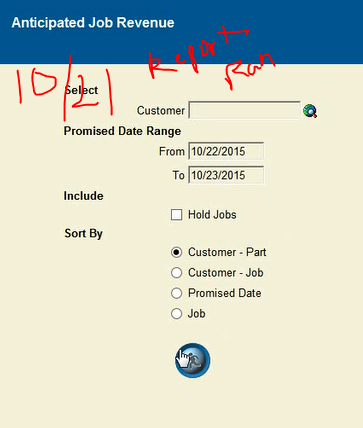 Anticipated Job Revenue
Report Ran
10/21
Select
Customer
Promised Date Range
From 10/22/2015
To 10/23/2015
Include
Hold Jobs
Sort By
Customer - Part
Customer - Job
Promised Date
Job